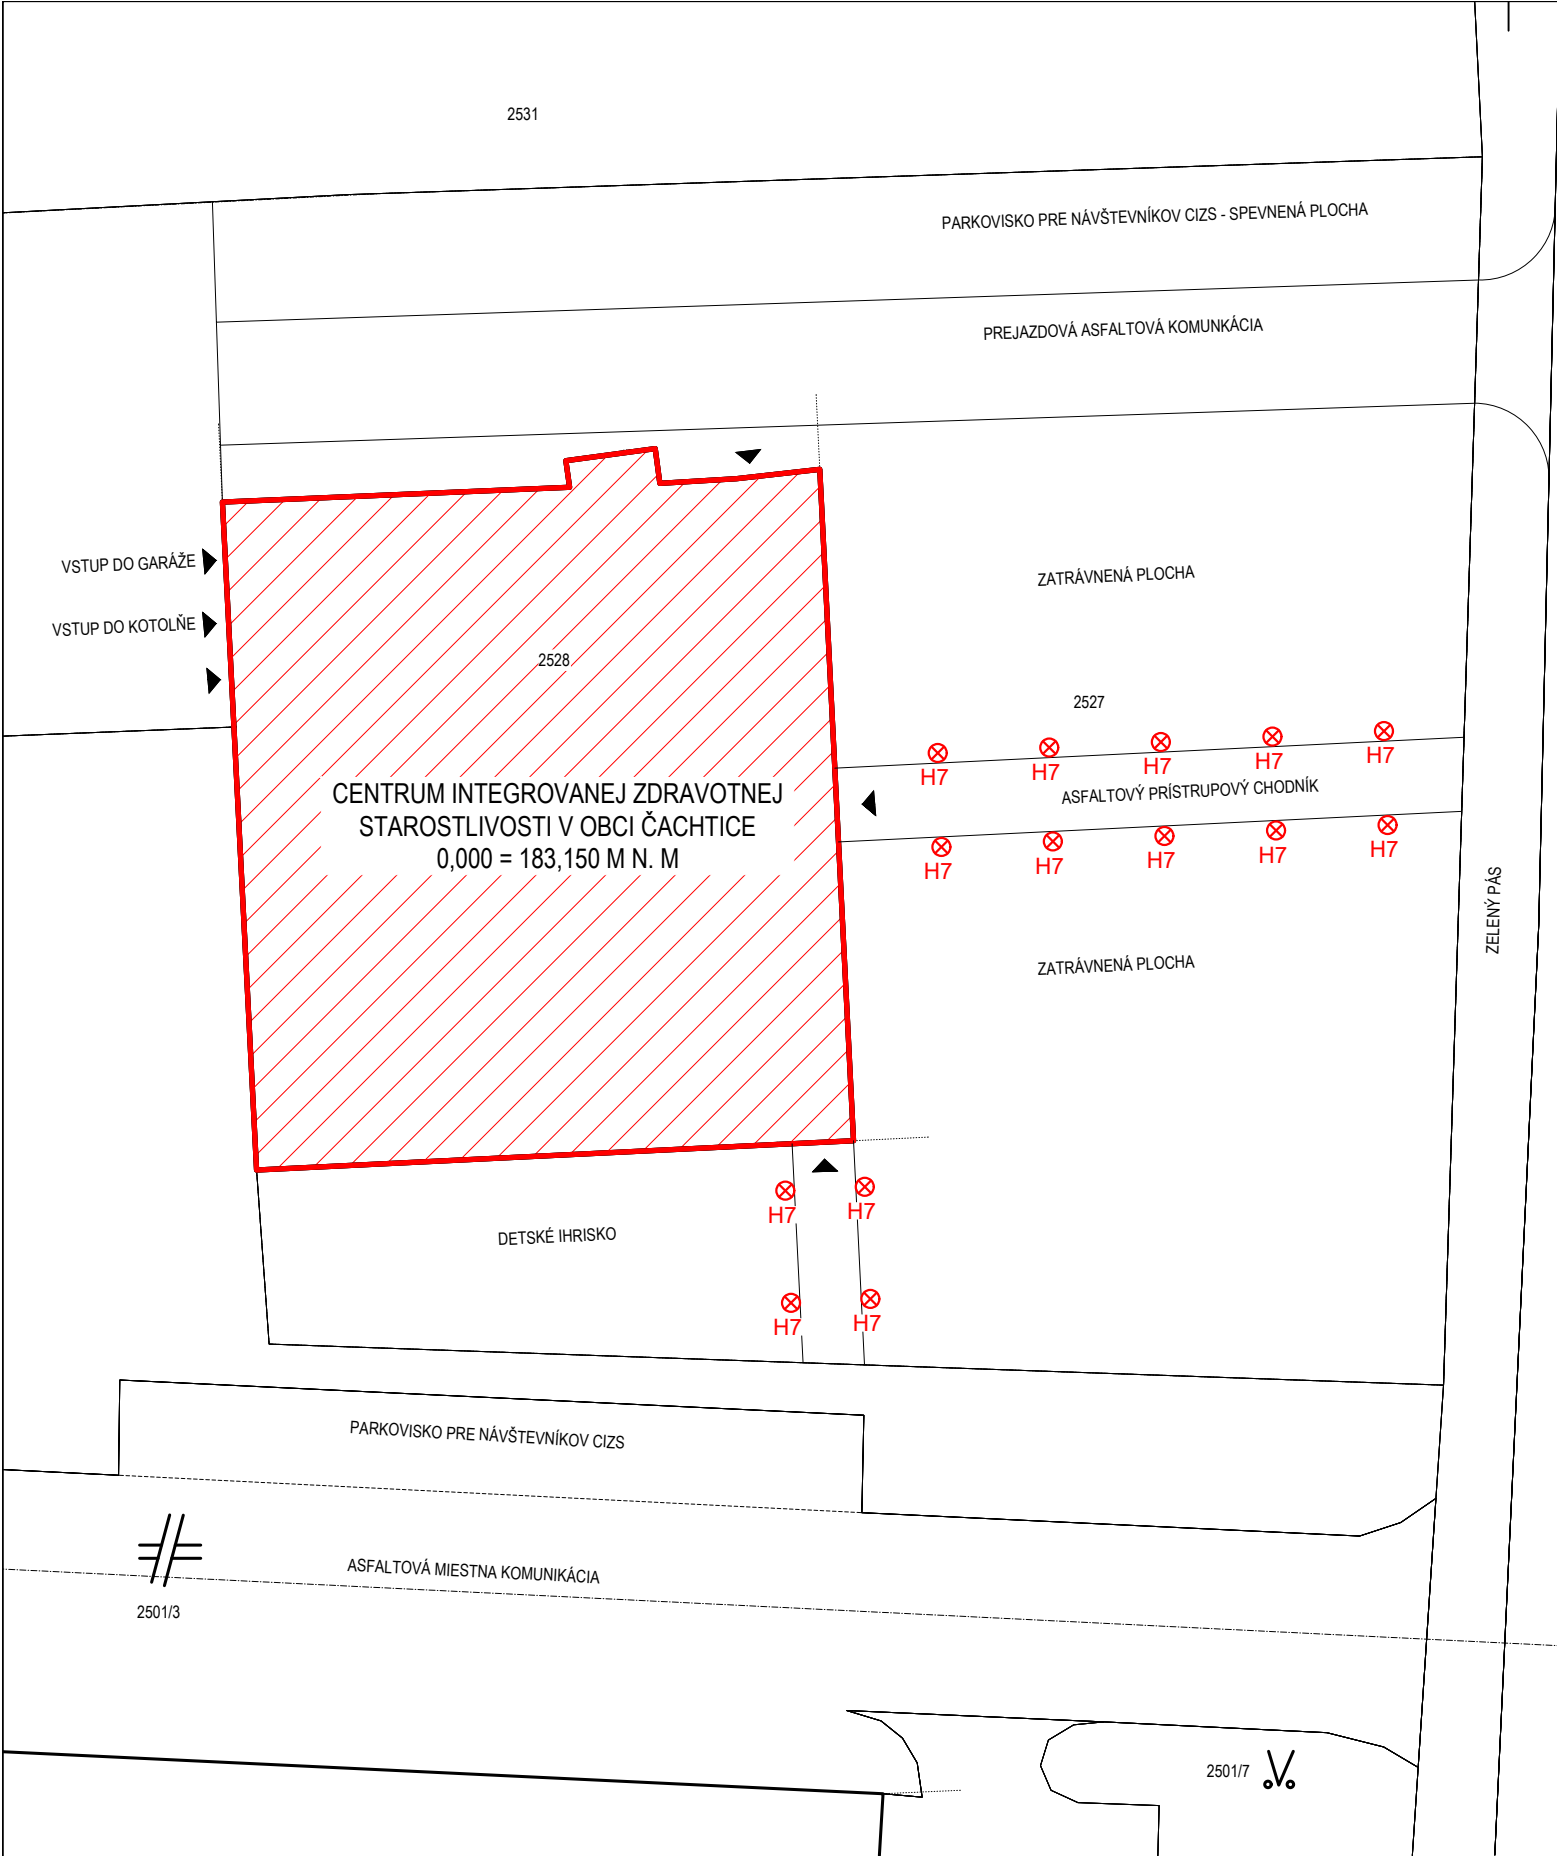 2531
PARKOVISKO PRE NÁVŠTEVNÍKOV CIZS - SPEVNENÁ PLOCHA
PREJAZDOVÁ ASFALTOVÁ KOMUNKÁCIA
VSTUP DO GARÁŽE
ZATRÁVNENÁ PLOCHA
VSTUP DO KOTOLŇE
2528
2527
H7
H7
H7
H7
H7
CENTRUM INTEGROVANEJ ZDRAVOTNEJ
STAROSTLIVOSTI V OBCI ČACHTICE
0,000 = 183,150 M N. M
ASFALTOVÝ PRÍSTRUPOVÝ CHODNÍK
H7
H7
H7
H7
H7
ZELENÝ PÁS
ZATRÁVNENÁ PLOCHA
H7
H7
DETSKÉ IHRISKO
H7
H7
PARKOVISKO PRE NÁVŠTEVNÍKOV CIZS
ASFALTOVÁ MIESTNA KOMUNIKÁCIA
2501/3
2501/7